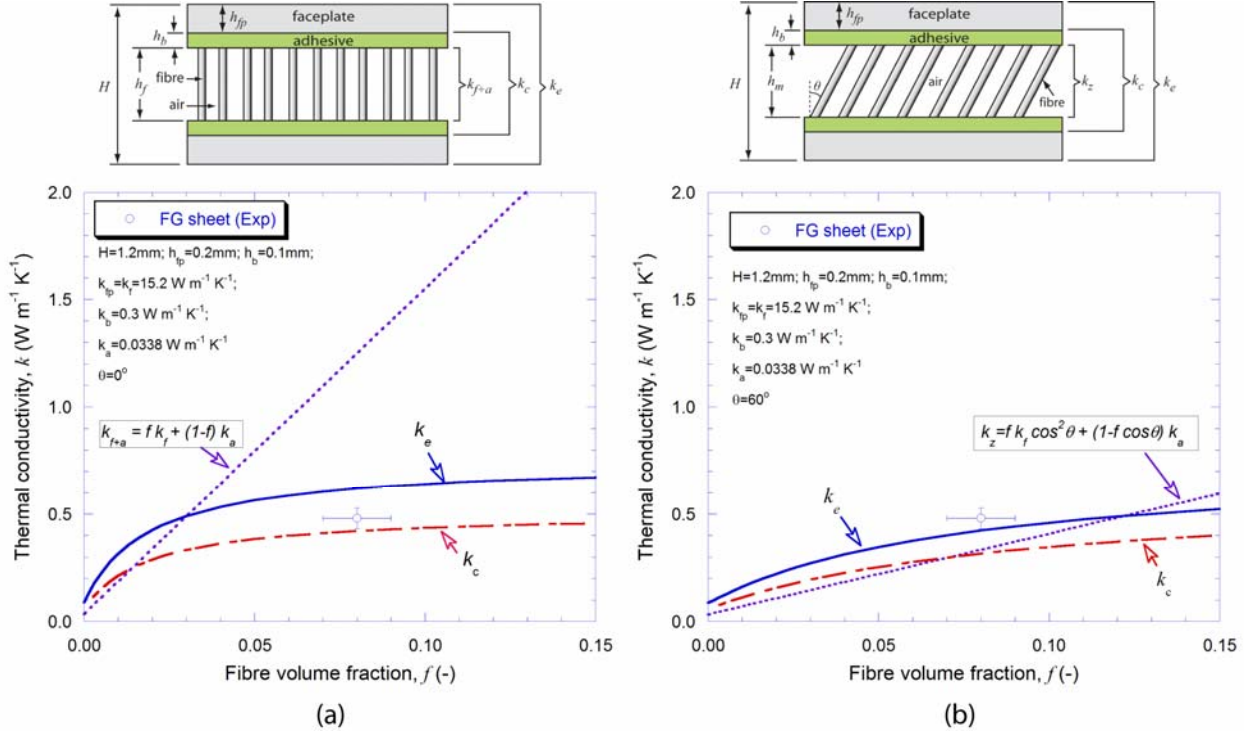 faceplate
adhesive
h_fp
h_b
H
h_f
fibre
air
k_f+a
k_c
k_e
2.0
1.5
1.0
0.5
0.0
Thermal conductivity, k (W m⁻¹ K⁻¹)
FG sheet (Exp)
H=1.2mm; h_fp=0.2mm; h_b=0.1mm;
k_fp=k_f=15.2 W m⁻¹ K⁻¹;
k_b=0.3 W m⁻¹ K⁻¹;
k_a=0.0338 W m⁻¹ K⁻¹
θ=0°
k_f+a = f k_f + (1-f) k_a
k_e
k_c
0.00 0.05 0.10 0.15
Fibre volume fraction, f (-)
(a)
faceplate
adhesive
h_fp
h_b
H
h_m
θ
air
fibre
k_z
k_c
k_e
2.0
1.5
1.0
0.5
0.0
Thermal conductivity, k (W m⁻¹ K⁻¹)
FG sheet (Exp)
H=1.2mm; h_fp=0.2mm; h_b=0.1mm;
k_fp=k_f=15.2 W m⁻¹ K⁻¹;
k_b=0.3 W m⁻¹ K⁻¹;
k_a=0.0338 W m⁻¹ K⁻¹
θ=60°
k_z=f k_f cos²θ + (1-f cosθ) k_a
k_e
k_c
0.00 0.05 0.10 0.15
Fibre volume fraction, f (-)
(b)